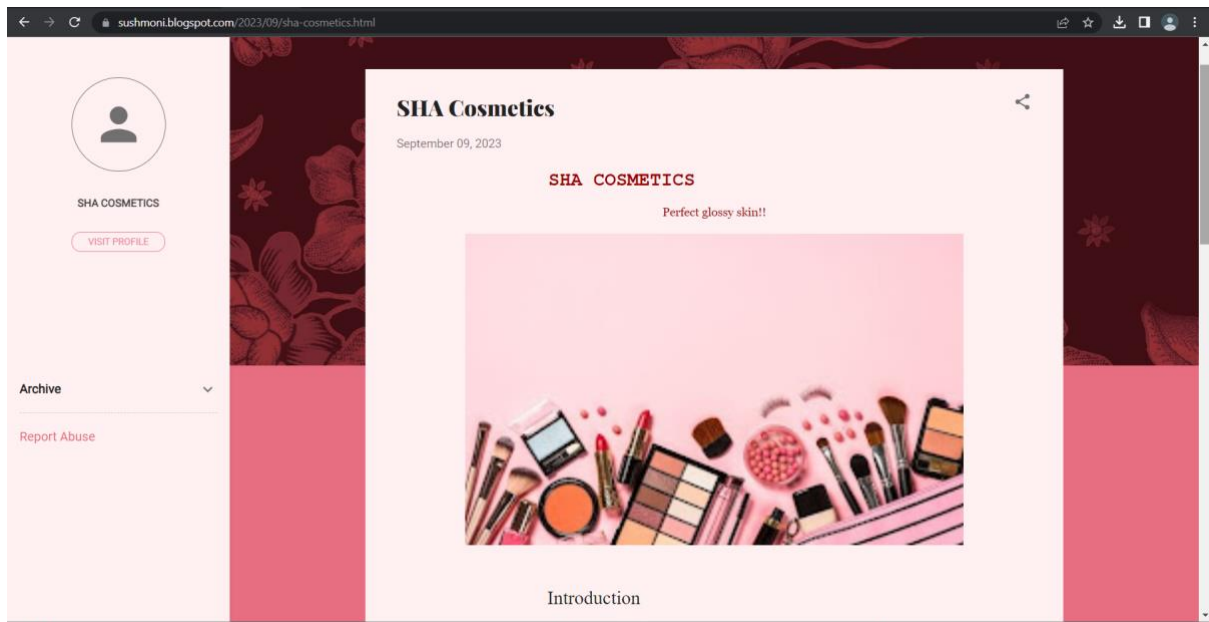 sushmoni.blogspot.com/2023/09/sha-cosmetics.html
SHA COSMETICS
VISIT PROFILE
Archive
Report Abuse
SHA Cosmetics
September 09, 2023
SHA COSMETICS
Perfect glossy skin!!
Introduction